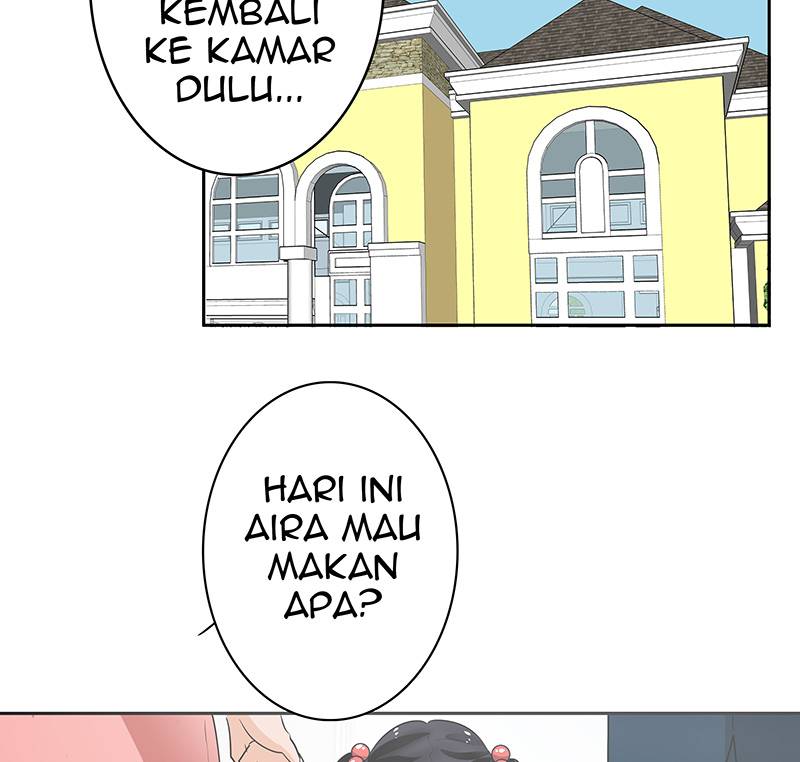 KEMBALI
KE KAMAR
DULU...
HARI INI
AIRA MAU
MAKAN
APA?